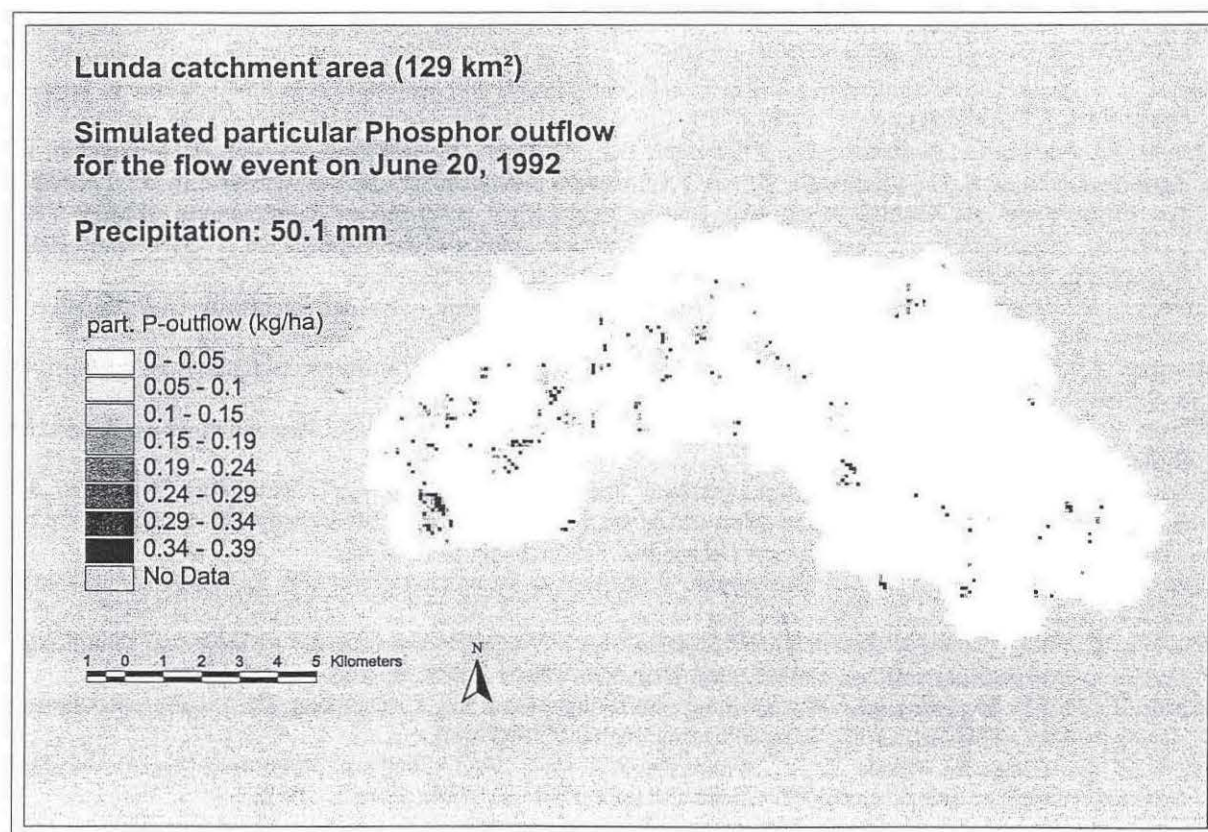 Lunda catchment area (129 km²)
Simulated particular Phosphor outflow
for the flow event on June 20, 1992
Precipitation: 50.1 mm
part. P-outflow (kg/ha)
0 - 0.05
0.05 - 0.1
0.1 - 0.15
0.15 - 0.19
0.19 - 0.24
0.24 - 0.29
0.29 - 0.34
0.34 - 0.39
No Data
1 0 1 2 3 4 5 Kilometers
N